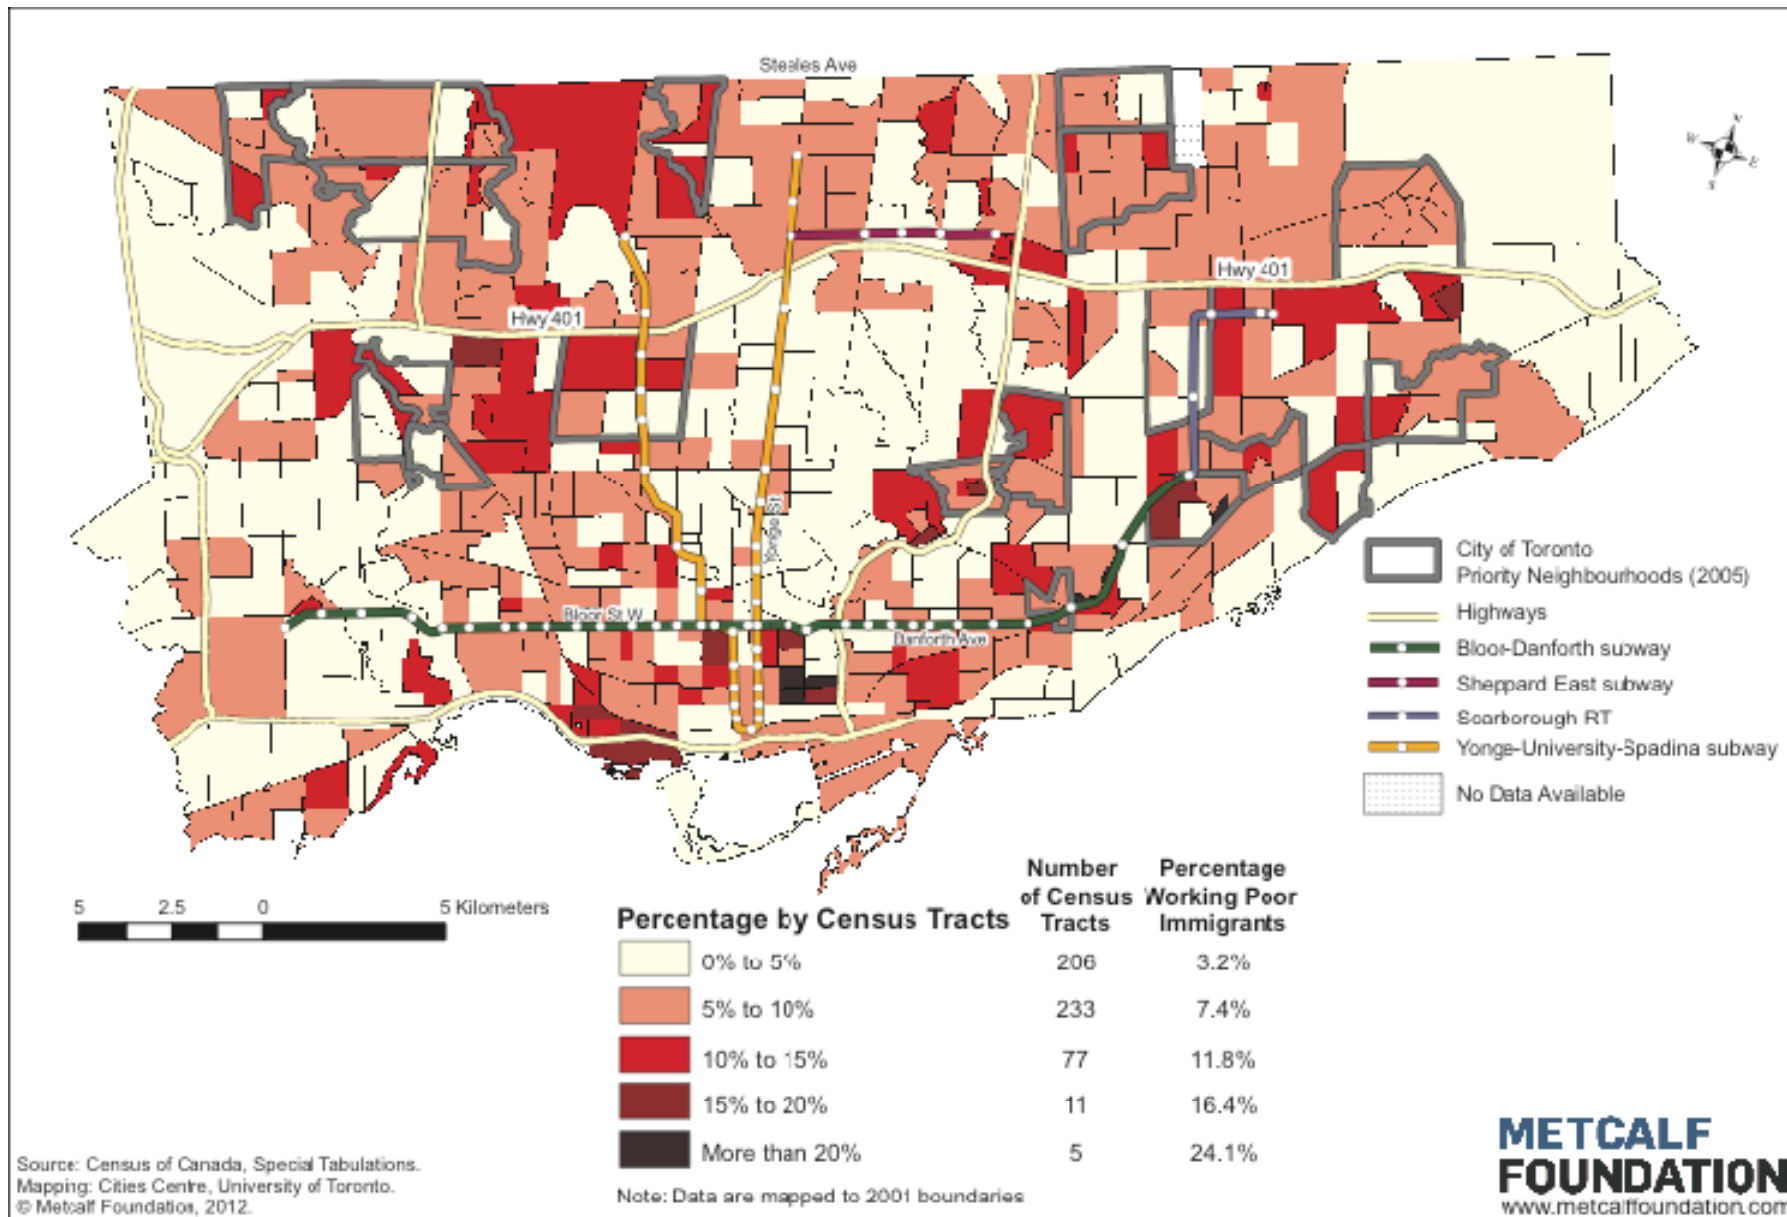 Steeles Ave
N
W
E
S
Hwy 401
Hwy 401
Yonge St
Bloor St W
Danforth Ave
City of Toronto
Priority Neighbourhoods (2005)
Highways
Bloor-Danforth subway
Sheppard East subway
Scarborough RT
Yonge-University-Spadina subway
No Data Available
5 2.5 0 5 Kilometers
Number
of Census
Tracts
Percentage
Working Poor
Immigrants
Percentage by Census Tracts
0% to 5% 206 3.2%
5% to 10% 233 7.4%
10% to 15% 77 11.8%
15% to 20% 11 16.4%
More than 20% 5 24.1%
Note: Data are mapped to 2001 boundaries
Source: Census of Canada, Special Tabulations.
Mapping: Cities Centre, University of Toronto.
© Metcalf Foundation, 2012.
METCALF
FOUNDATION
www.metcalffoundation.com